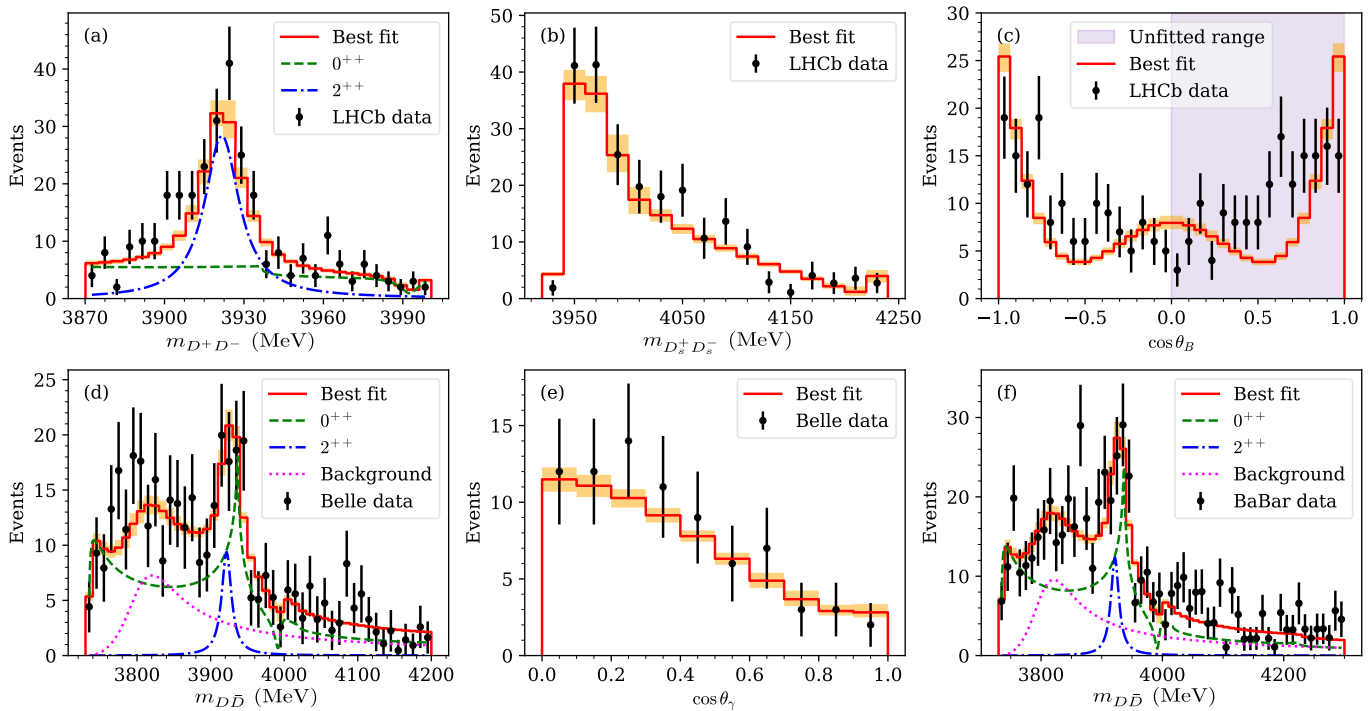 (a)
Best fit
0++
2++
LHCb data
Events
0
10
20
30
40
3870
3900
3930
3960
3990
m_{D+D−} (MeV)
(b)
Best fit
LHCb data
Events
0
10
20
30
40
50
3950
4050
4150
4250
m_{D_s^+D_s^-} (MeV)
(c)
Unfitted range
Best fit
LHCb data
Events
0
5
10
15
20
25
30
−1.0
−0.5
0.0
0.5
1.0
cos θ_B
(d)
Best fit
0++
2++
Background
Belle data
Events
0
5
10
15
20
25
3800
3900
4000
4100
4200
m_{DD̄} (MeV)
(e)
Best fit
Belle data
Events
0
5
10
15
0.0
0.2
0.4
0.6
0.8
1.0
cos θ_γ
(f)
Best fit
0++
2++
Background
BaBar data
Events
0
10
20
30
3800
4000
4200
m_{DD̄} (MeV)